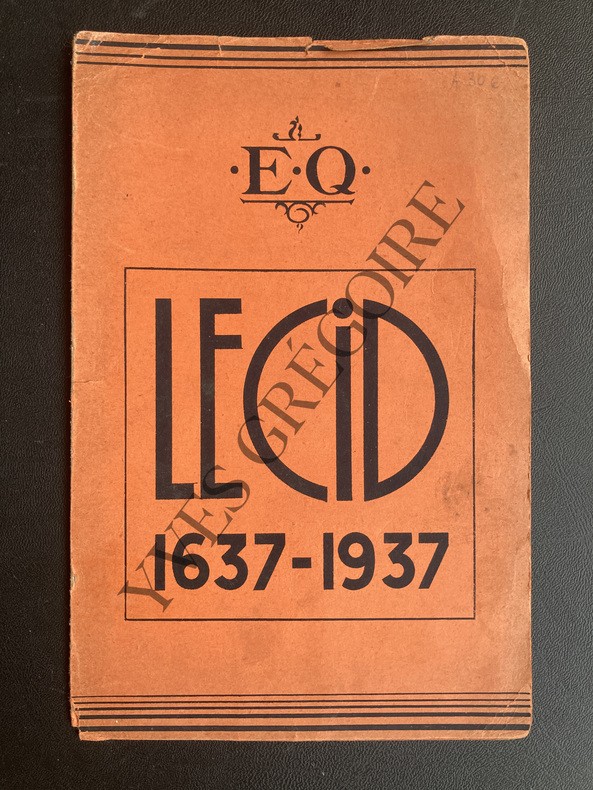 ·E·Q·
LE CiD
1637-1937
YVES GRÉGOIRE